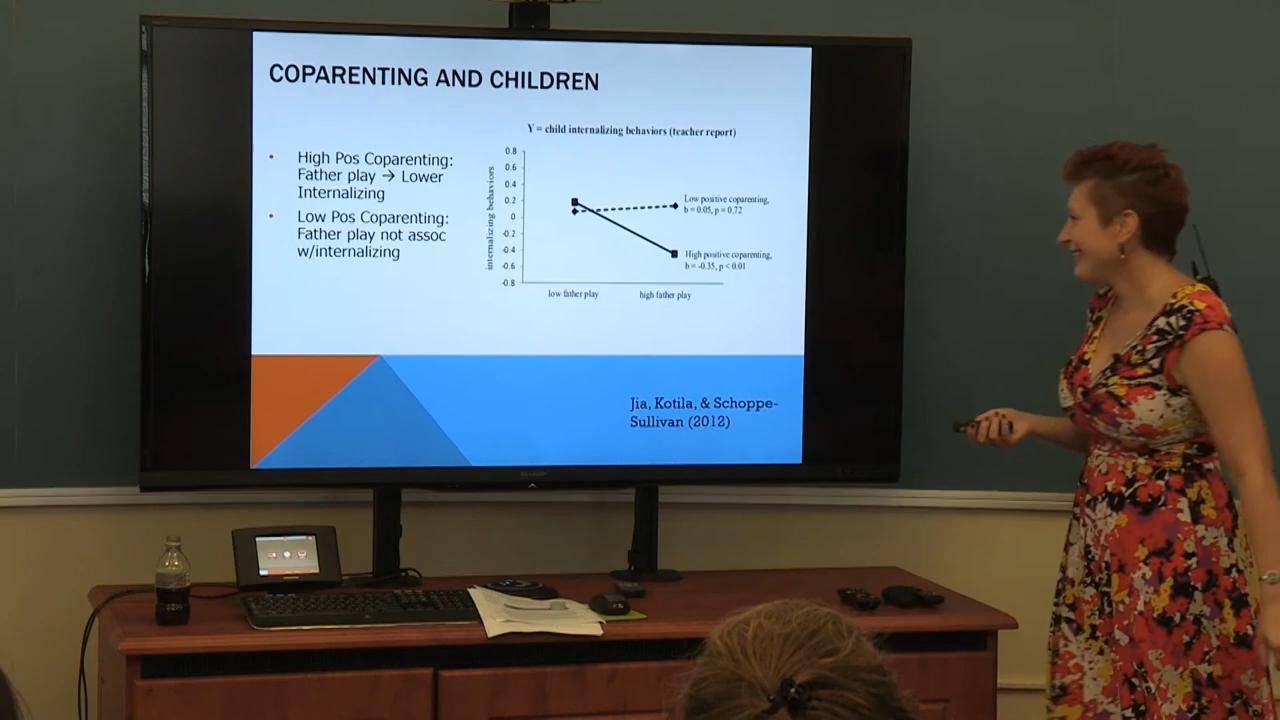 COPARENTING AND CHILDREN
• High Pos Coparenting:
Father play → Lower
Internalizing
• Low Pos Coparenting:
Father play not assoc
w/internalizing
Y = child internalizing behaviors (teacher report)
internalizing behaviors
0.8
0.6
0.4
0.2
0
-0.2
-0.4
-0.6
-0.8
Low positive coparenting,
b = 0.05, p = 0.72
High positive coparenting,
b = -0.35, p < 0.01
low father play
high father play
Jia, Kotila, & Schoppe-
Sullivan (2012)
SHARP